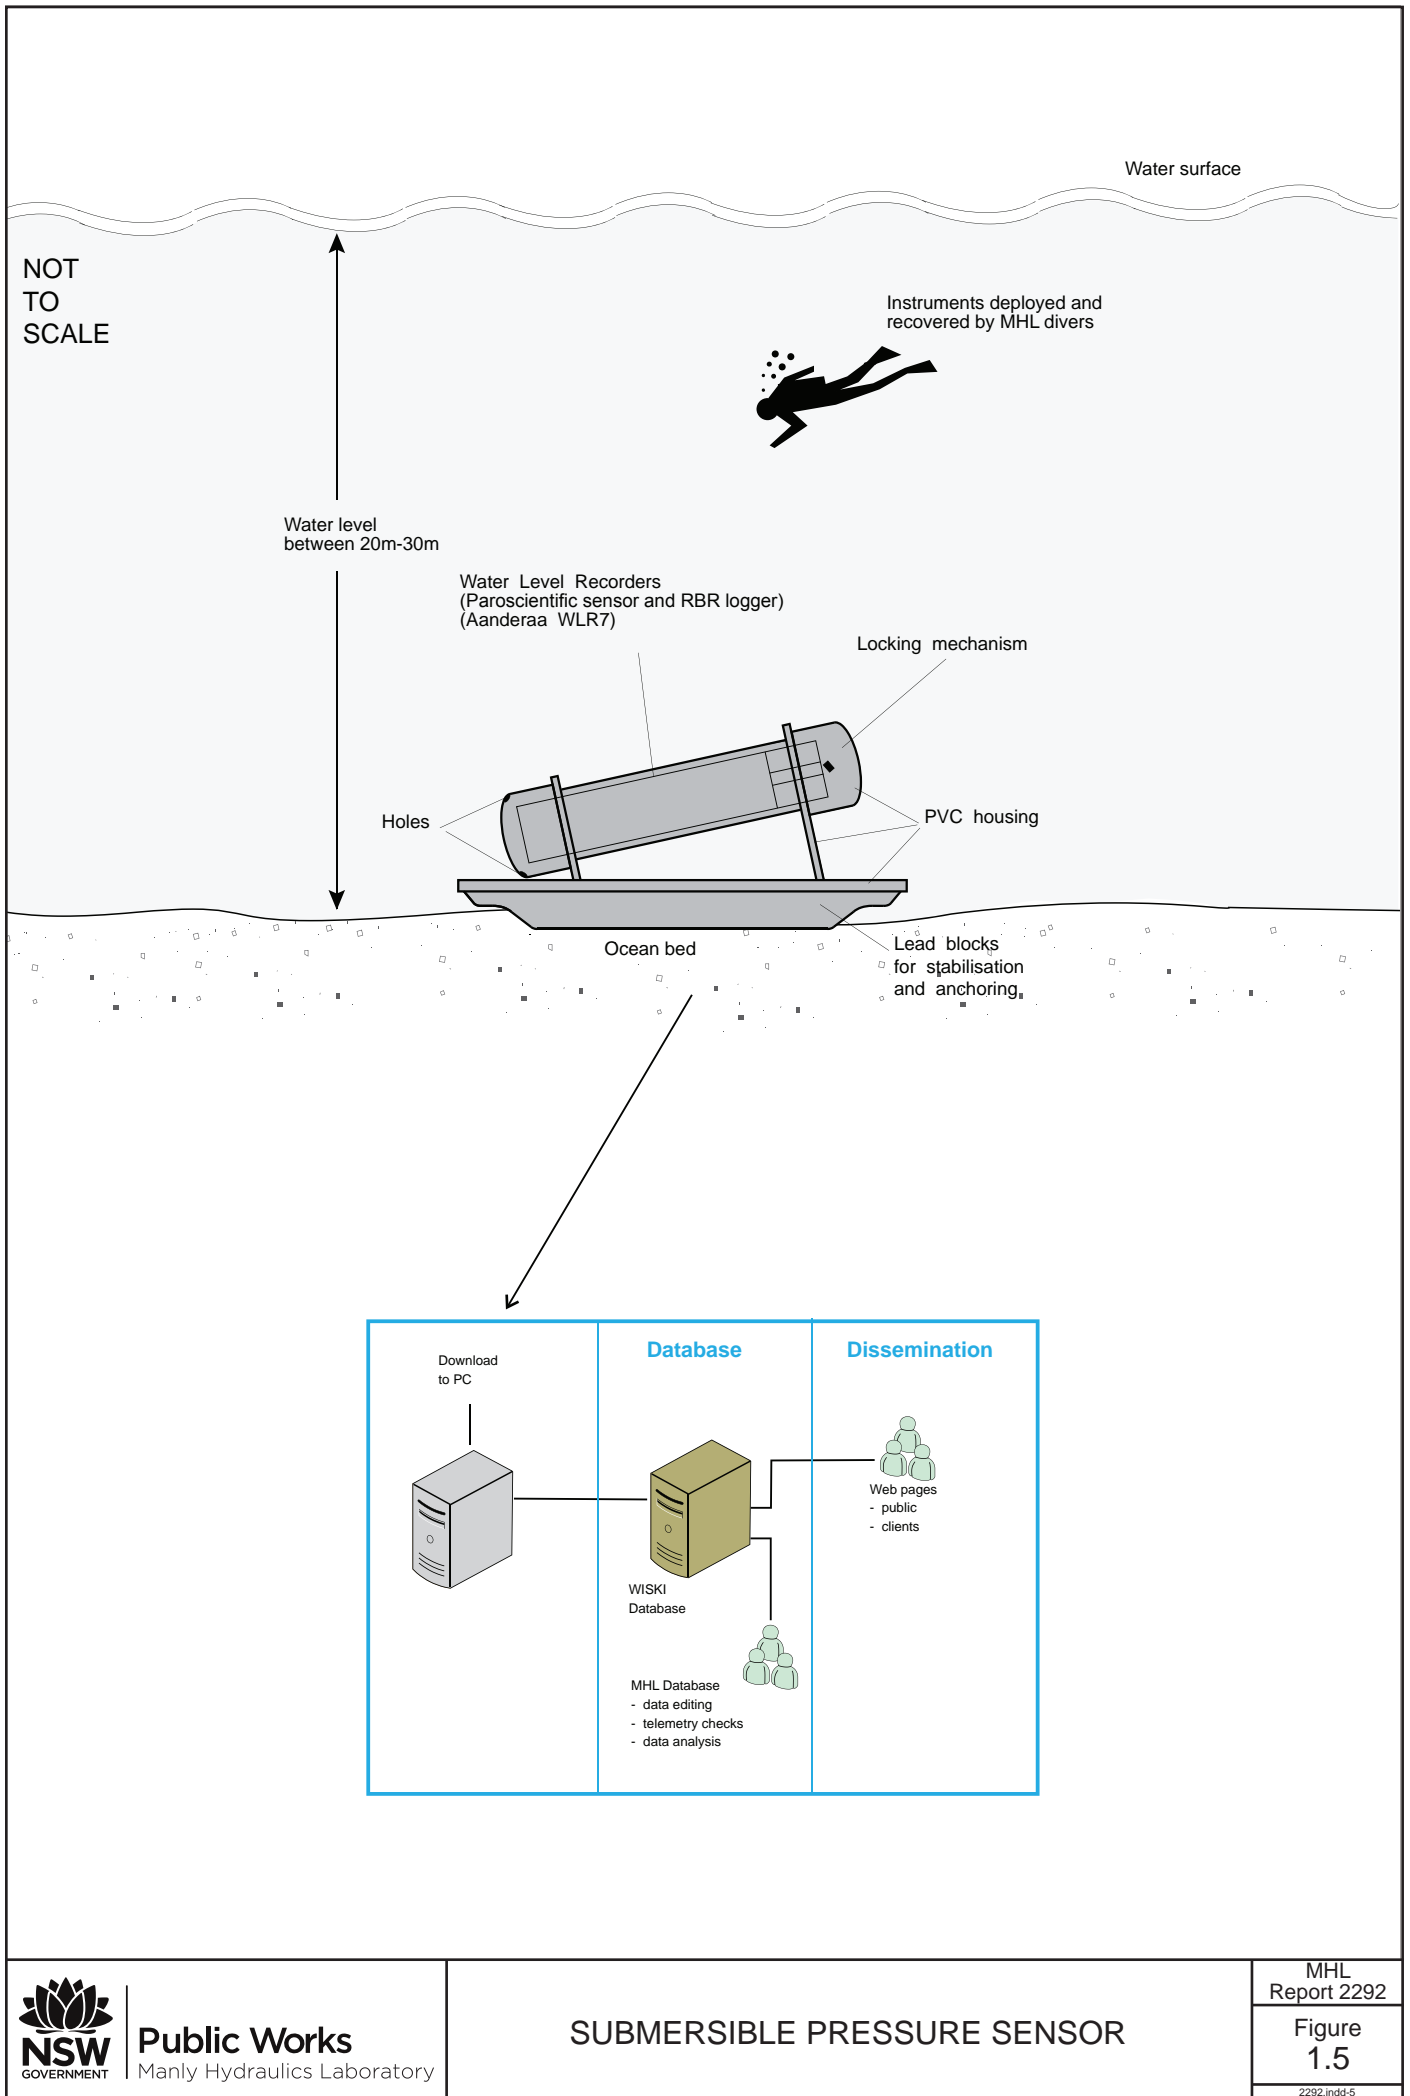 Water surface
NOT
TO
SCALE
Instruments deployed and
recovered by MHL divers
Water level
between 20m-30m
Water Level Recorders
(Paroscientific sensor and RBR logger)
(Aanderaa WLR7)
Locking mechanism
Holes
PVC housing
Ocean bed
Lead blocks
for stabilisation
and anchoring
Database
Dissemination
Download
to PC
Web pages
- public
- clients
WISKI
Database
MHL Database
- data editing
- telemetry checks
- data analysis
NSW
GOVERNMENT
Public Works
Manly Hydraulics Laboratory
SUBMERSIBLE PRESSURE SENSOR
MHL
Report 2292
Figure
1.5
2292.indd-5